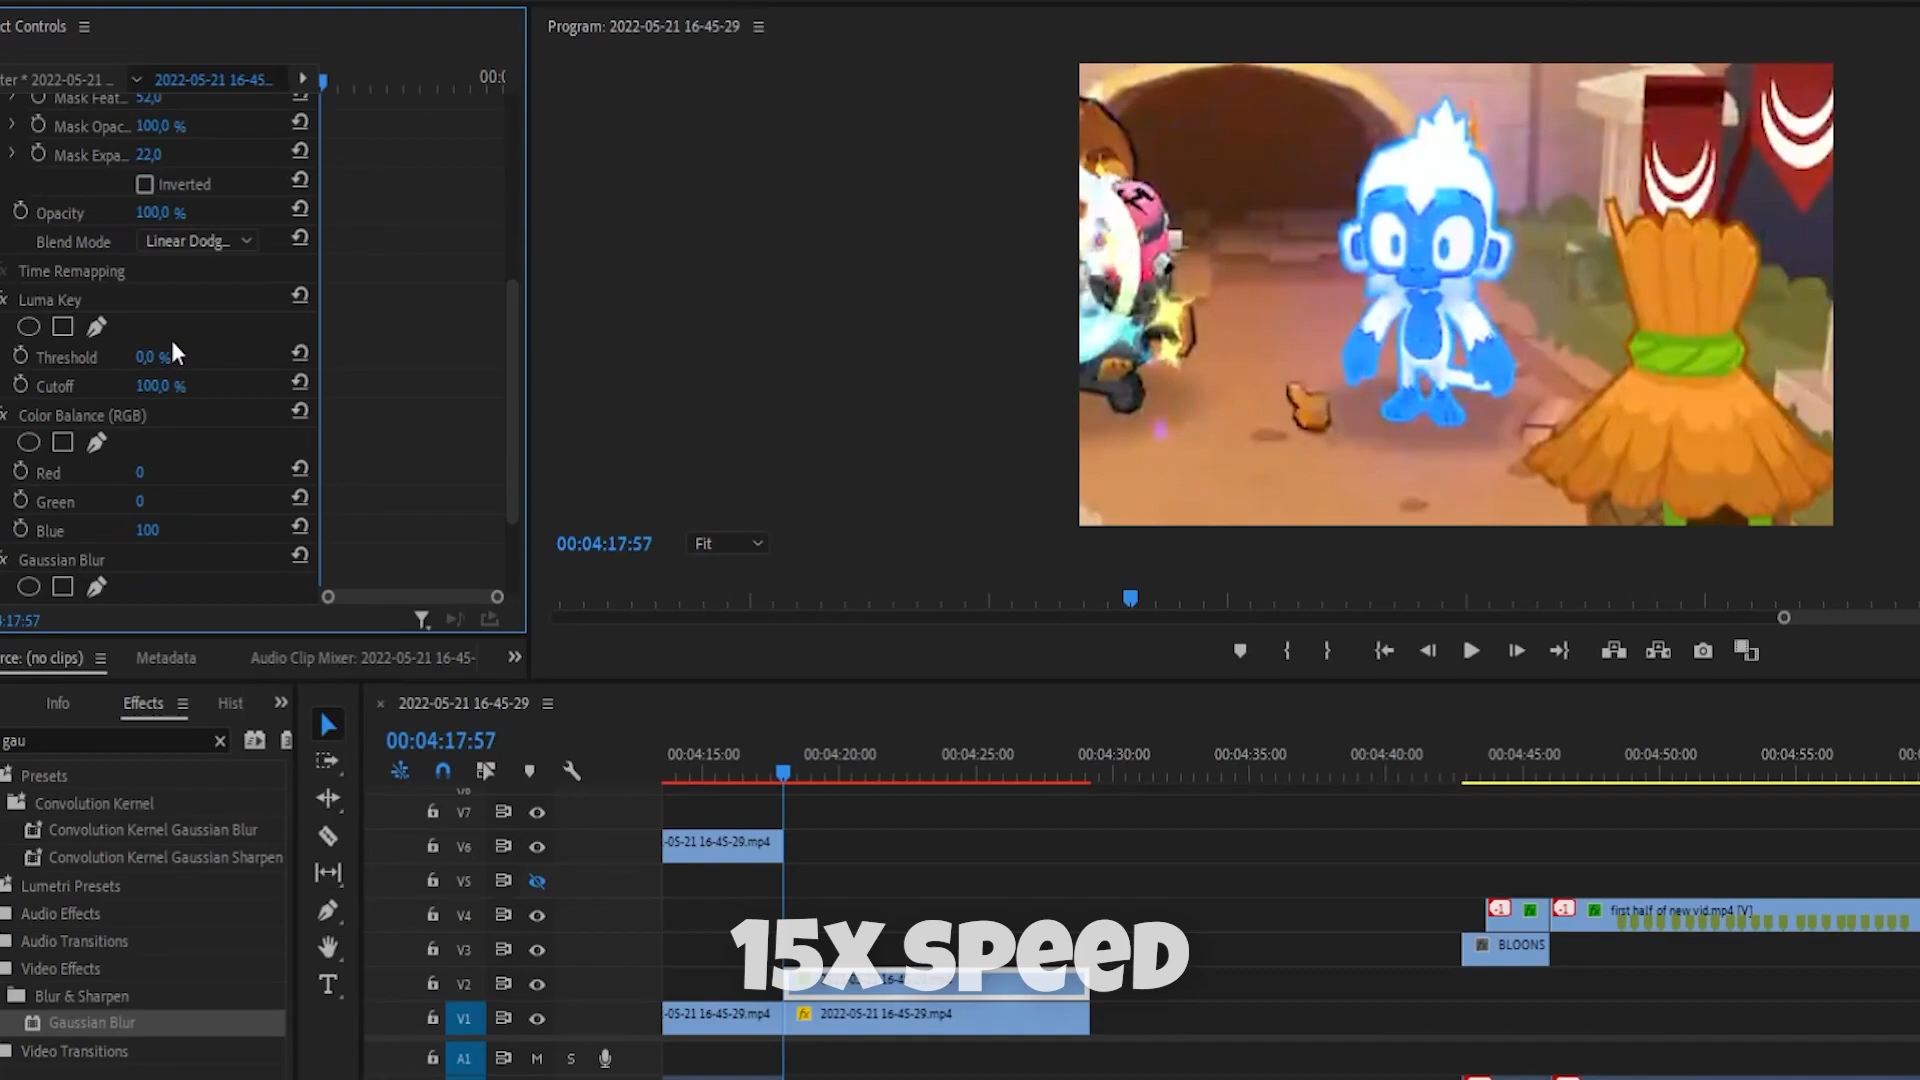 ct Controls
Program: 2022-05-21 16-45-29
ter * 2022-05-21 ...
2022-05-21 16-45...
00:(
Mask Feat... 52,0
Mask Opac... 100,0 %
Mask Expa... 22,0
Inverted
Opacity 100,0 %
Blend Mode Linear Dodg...
Time Remapping
Luma Key
Threshold 0,0 %
Cutoff 100,0 %
Color Balance (RGB)
Red 0
Green 0
Blue 100
Gaussian Blur
4:17:57
00:04:17:57 Fit
rce: (no clips) Metadata Audio Clip Mixer: 2022-05-21 16-45-
Info Effects Hist
gau
Presets
Convolution Kernel
Convolution Kernel Gaussian Blur
Convolution Kernel Gaussian Sharpen
Lumetri Presets
Audio Effects
Audio Transitions
Video Effects
Blur & Sharpen
Gaussian Blur
Video Transitions
× 2022-05-21 16-45-29
00:04:17:57
00:04:15:00 00:04:20:00 00:04:25:00 00:04:30:00 00:04:35:00 00:04:40:00 00:04:45:00 00:04:50:00 00:04:55:00 00:
V8
V7
V6 -05-21 16-45-29.mp4
V5
V4 -1 fx -1 fx first half of new vid.mp4 [V]
V3 BLOONS
15X SPEED
V2
V1 -05-21 16-45-29.mp4 fx 2022-05-21 16-45-29.mp4
A1 M S